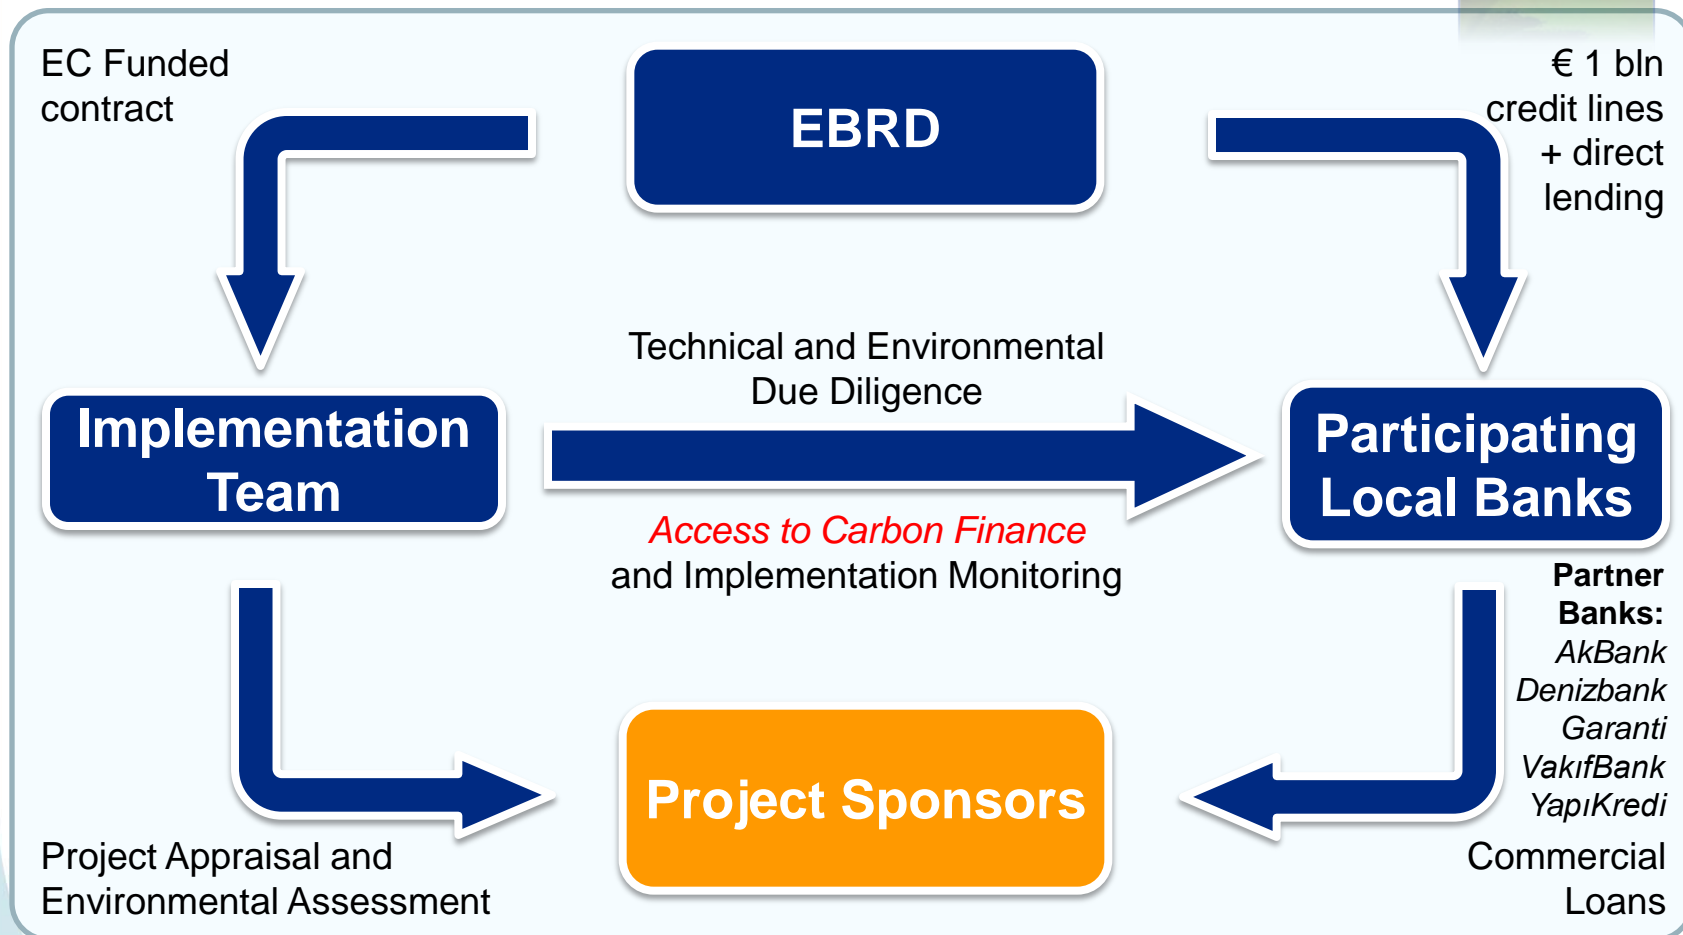 EC Funded
contract
EBRD
€ 1 bln
credit lines
+ direct
lending
Technical and Environmental
Due Diligence
Implementation
Team
Participating
Local Banks
Access to Carbon Finance
and Implementation Monitoring
Partner
Banks:
AkBank
Denizbank
Garanti
VakıfBank
YapıKredi
Project Sponsors
Project Appraisal and
Environmental Assessment
Commercial
Loans